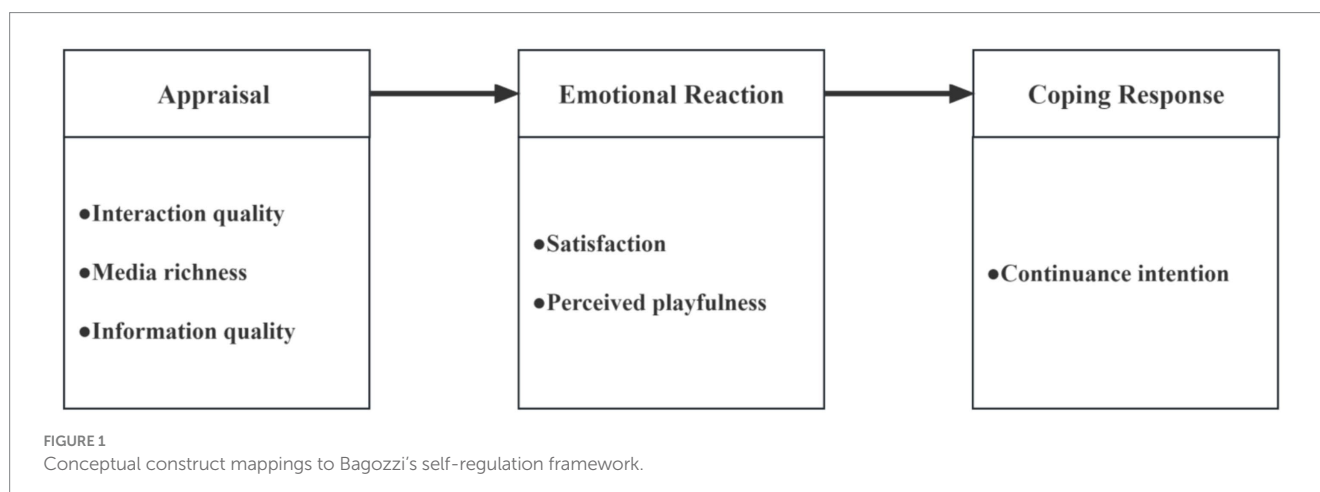 Appraisal
●Interaction quality
●Media richness
●Information quality
Emotional Reaction
●Satisfaction
●Perceived playfulness
Coping Response
●Continuance intention
FIGURE 1
Conceptual construct mappings to Bagozzi’s self-regulation framework.